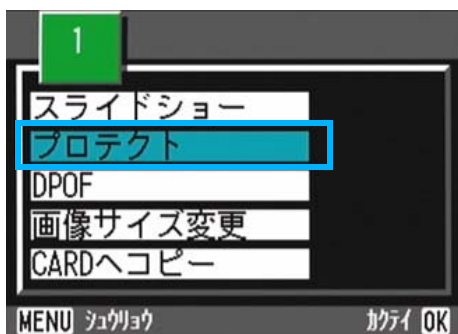 1
スライドショー
プロテクト
DPOF
画像サイズ変更
CARDへコピー
MENU ｼｭｳﾘｮｳ ｶｸﾃｲ OK